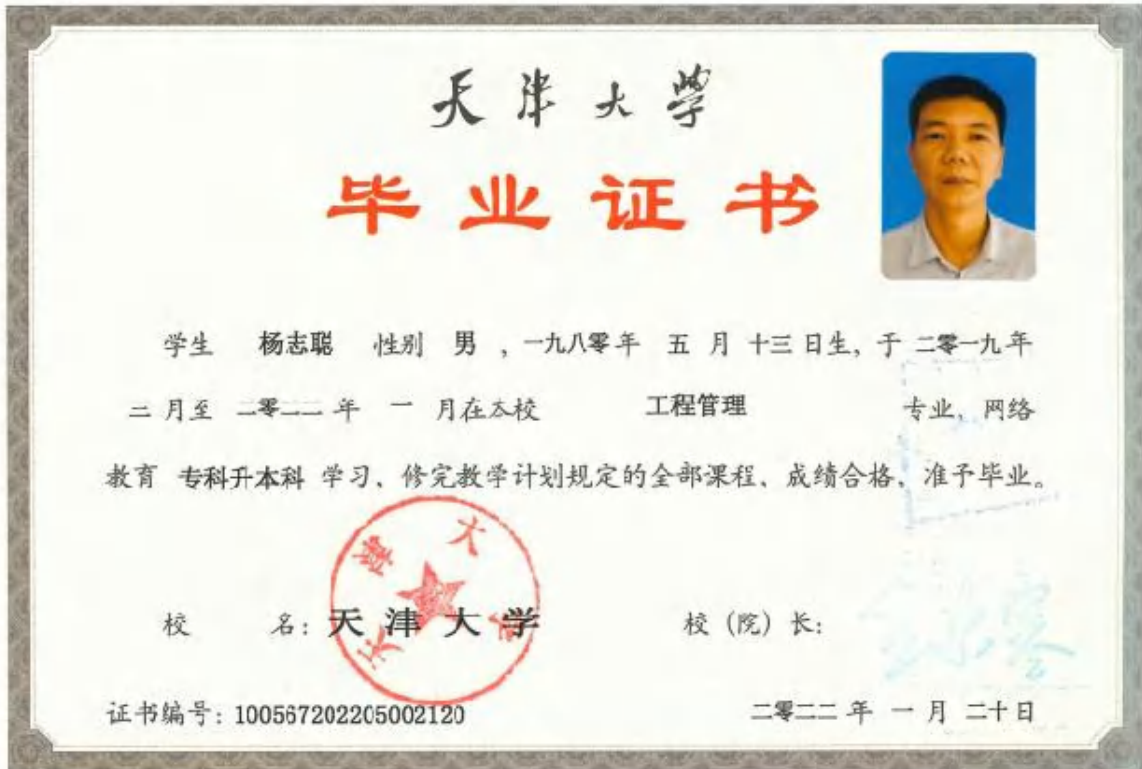 天津大学
毕业证书
学生 杨志聪 性别 男 ，一九八零年 五 月 十三 日生，于 二零一九年
二 月至 二零二二 年 一 月在本校 工程管理 专业、网络
教育 专科升本科 学习、修完教学计划规定的全部课程、成绩合格、准予毕业。
天津大学
校 名：天津大学 校（院）长：
证书编号：100567202205002120 二零二二 年 一 月 二十日